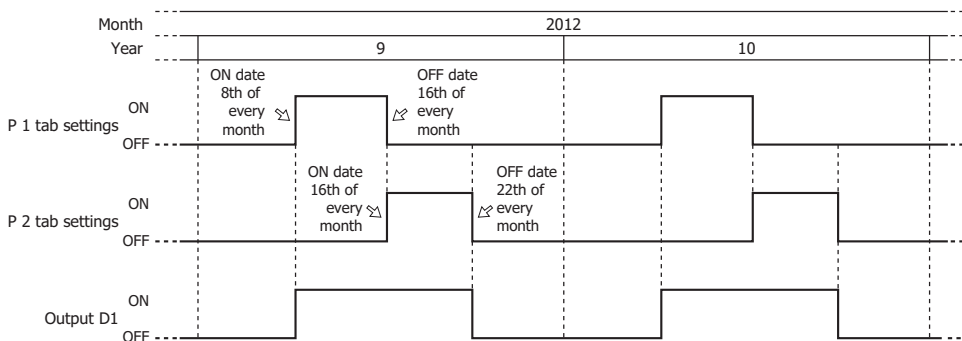 Month
2012
Year
9
10
ON date
8th of
every
month
OFF date
16th of
every
month
ON
P 1 tab settings
OFF
ON date
16th of
every
month
OFF date
22th of
every
month
ON
P 2 tab settings
OFF
ON
Output D1
OFF